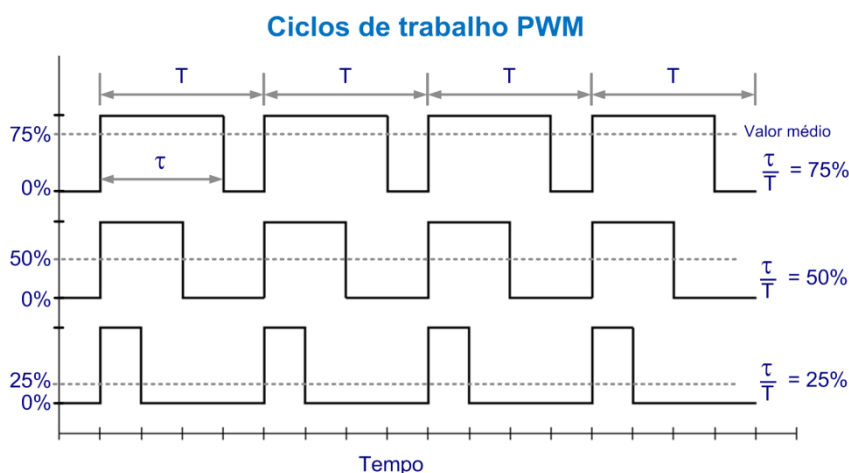 Ciclos de trabalho PWM
T T T T
75%
Valor médio
τ
τ/T = 75%
0%
50%
τ/T = 50%
0%
25%
τ/T = 25%
0%
Tempo